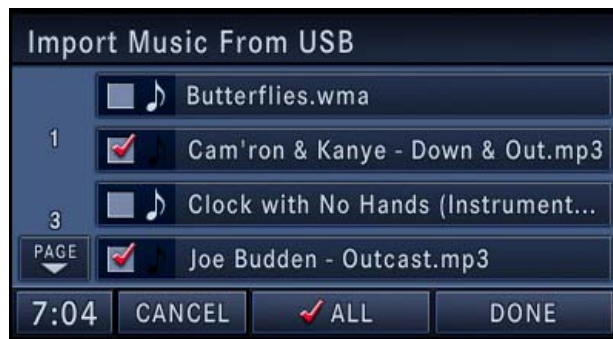 Import Music From USB
Butterflies.wma
1
Cam'ron & Kanye - Down & Out.mp3
Clock with No Hands (Instrument...
3
PAGE
Joe Budden - Outcast.mp3
7:04
CANCEL
ALL
DONE